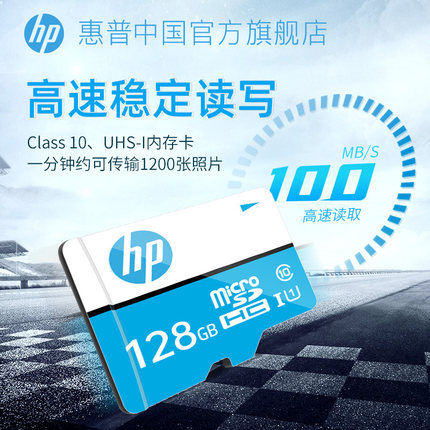 hp 惠普中国官方旗舰店
高速稳定读写
Class 10、UHS-I内存卡
一分钟约可传输1200张照片
MB/S
100
高速读取
hp
micro
SD
HC
10
I
U1
128GB